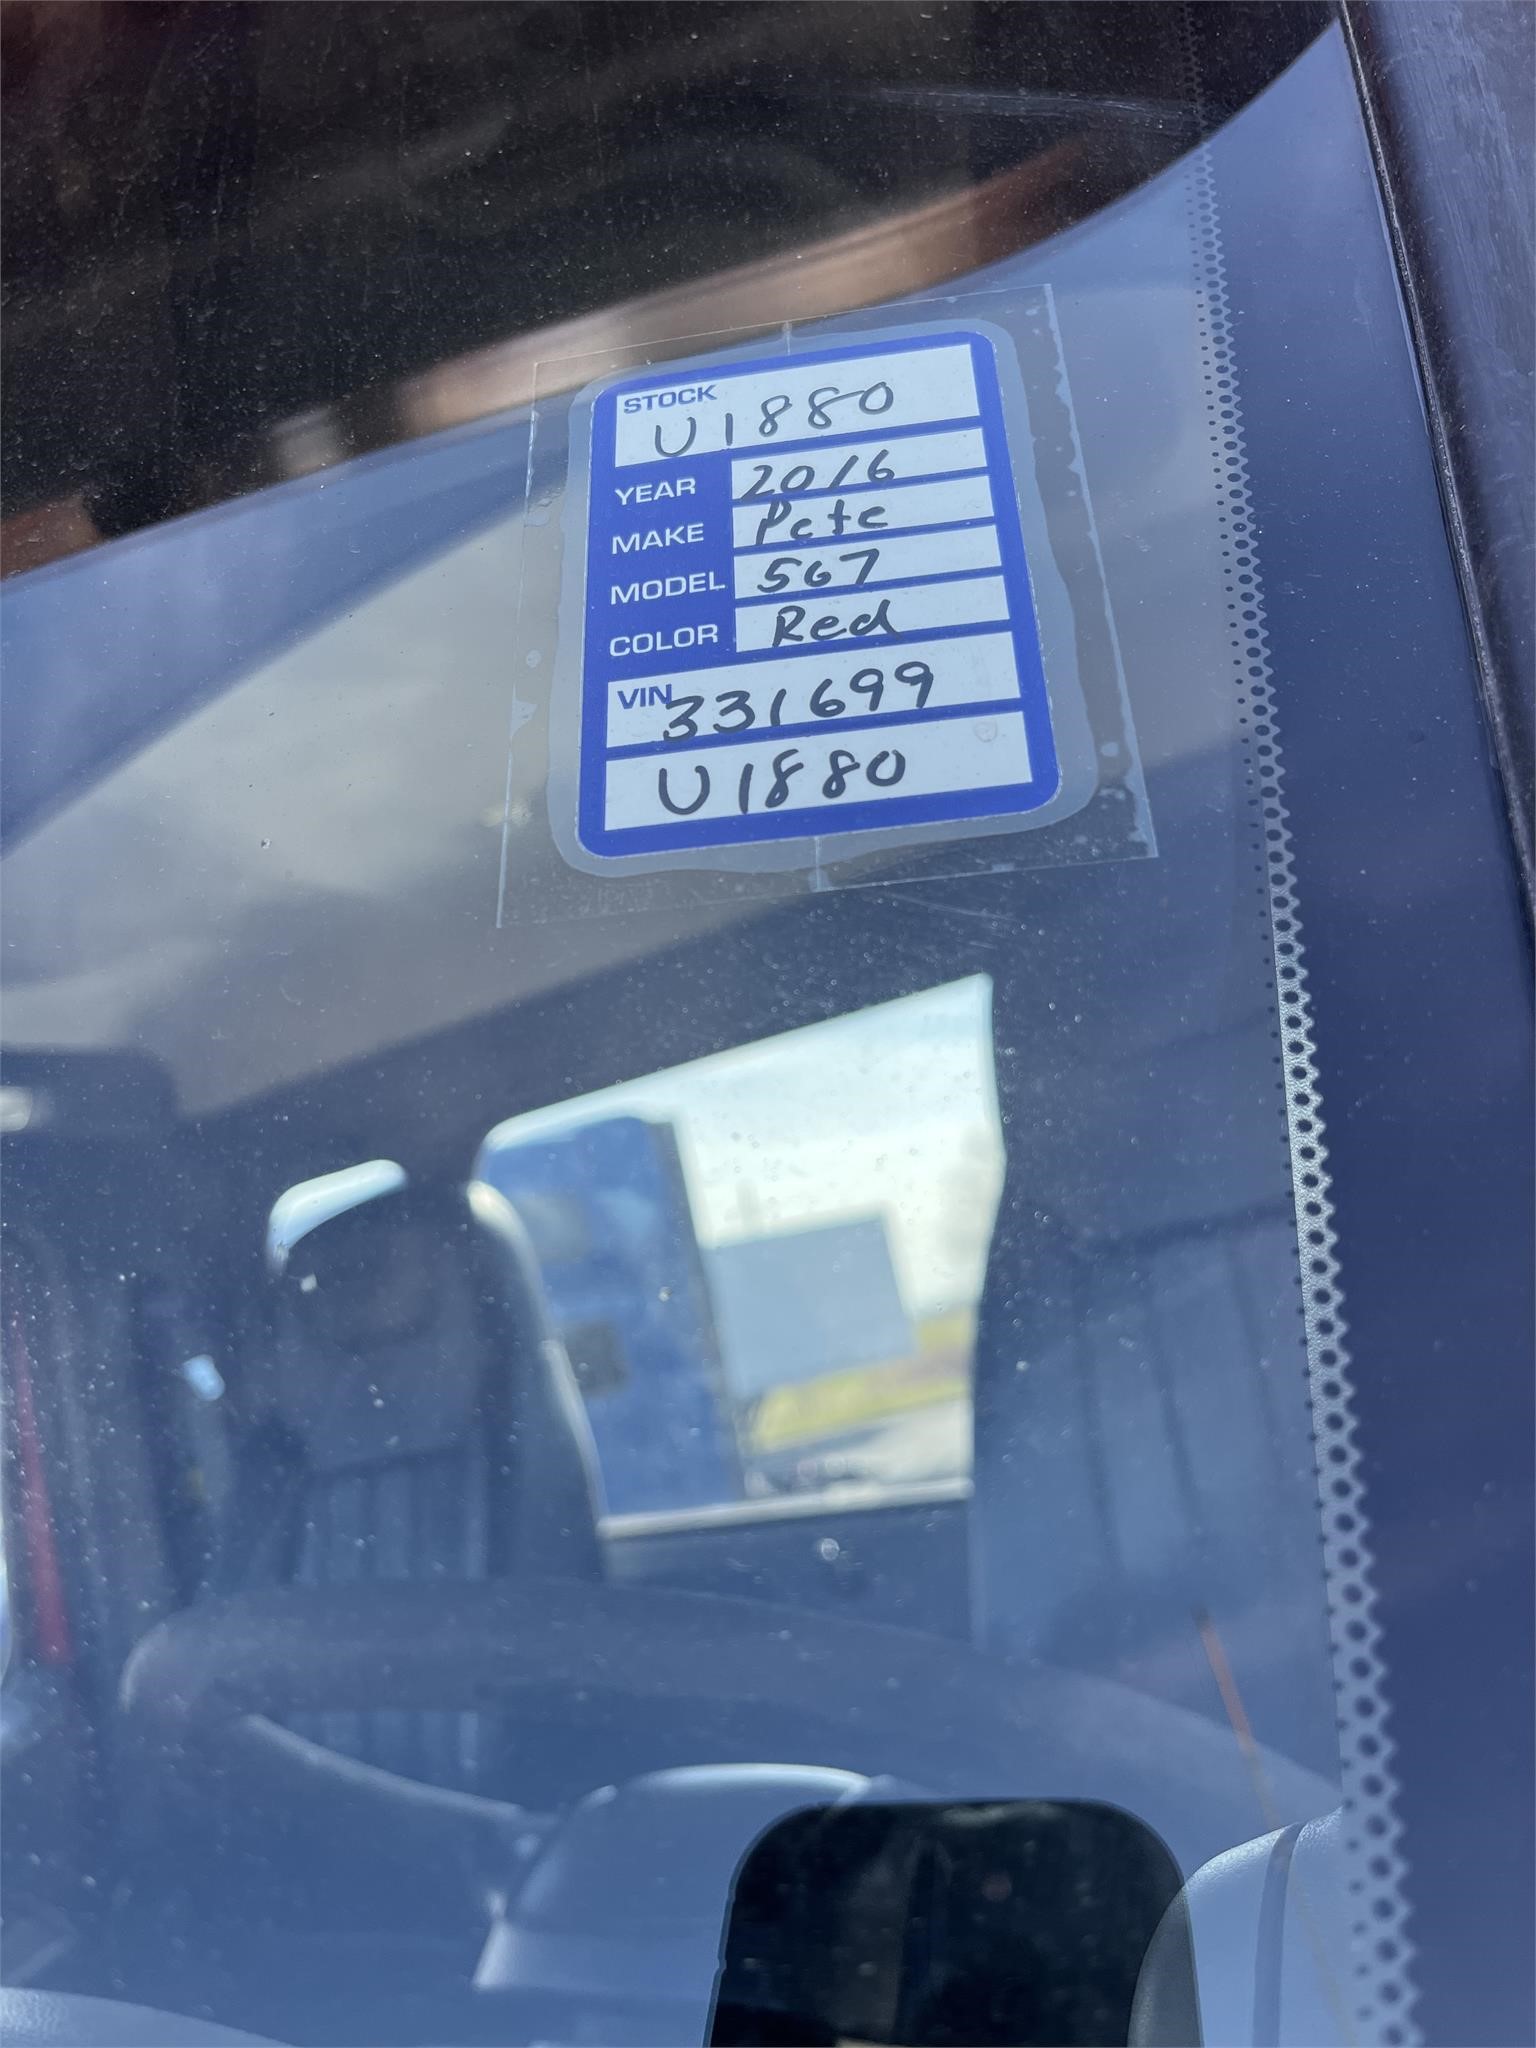 STOCK
U1880
YEAR 2016
MAKE Pete
MODEL 567
COLOR Red
VIN 331699
U1880